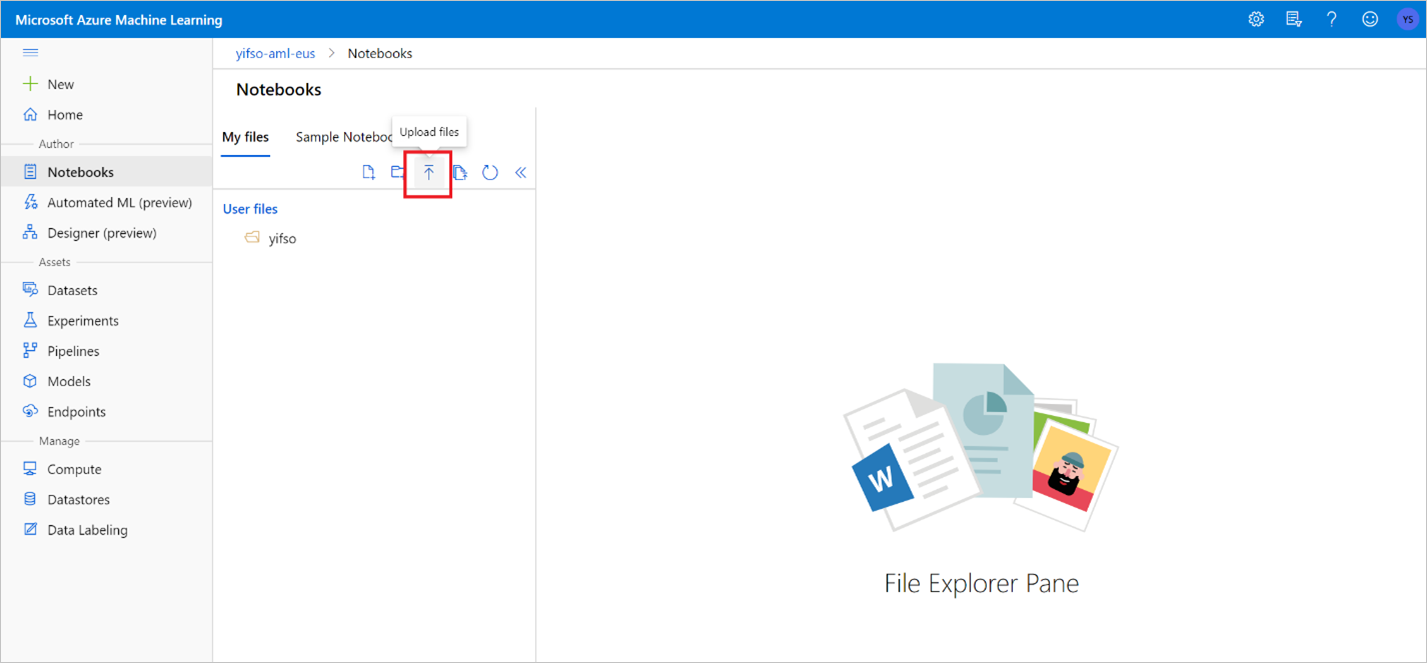 Microsoft Azure Machine Learning
YS
yifso-aml-eus > Notebooks
New
Home
Author
Notebooks
Automated ML (preview)
Designer (preview)
Assets
Datasets
Experiments
Pipelines
Models
Endpoints
Manage
Compute
Datastores
Data Labeling
Notebooks
My files
Sample Noteboo
Upload files
User files
yifso
W
File Explorer Pane